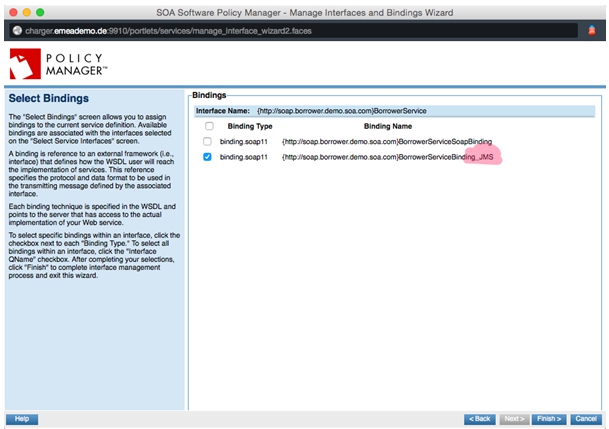 SOA Software Policy Manager - Manage Interfaces and Bindings Wizard
charger.emeademo.de:9910/portlets/services/manage_interface_wizard2.faces
POLICY
MANAGER™
Select Bindings
The "Select Bindings" screen allows you to assign
bindings to the current service definition. Available
bindings are associated with the interfaces selected
on the "Select Service Interfaces" screen.
A binding is reference to an external framework (i.e.,
interface) that defines how the WSDL user will reach
the implementation of services. This reference
specifies the protocol and data format to be used in
the transmitting message defined by the associated
interface.
Each binding technique is specified in the WSDL and
points to the server that has access to the actual
implementation of your Web service.
To select specific bindings within an interface, click the
checkbox next to each "Binding Type." To select all
bindings within an interface, click the "Interface
QName" checkbox. After completing your selections,
click "Finish" to complete interface management
process and exit this wizard.
Bindings
Interface Name: {http://soap.borrower.demo.soa.com}BorrowerService
Binding Type Binding Name
binding.soap11 {http://soap.borrower.demo.soa.com}BorrowerServiceSoapBinding
binding.soap11 {http://soap.borrower.demo.soa.com}BorrowerServiceBinding_JMS
Help < Back Next > Finish > Cancel